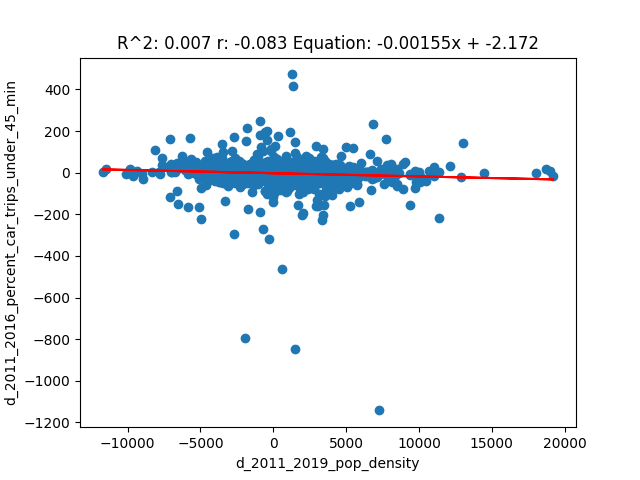 R^2: 0.007 r: -0.083 Equation: -0.00155x + -2.172
d_2011_2016_percent_car_trips_under_45_min
400
200
0
−200
−400
−600
−800
−1000
−1200
−10000 −5000 0 5000 10000 15000 20000
d_2011_2019_pop_density